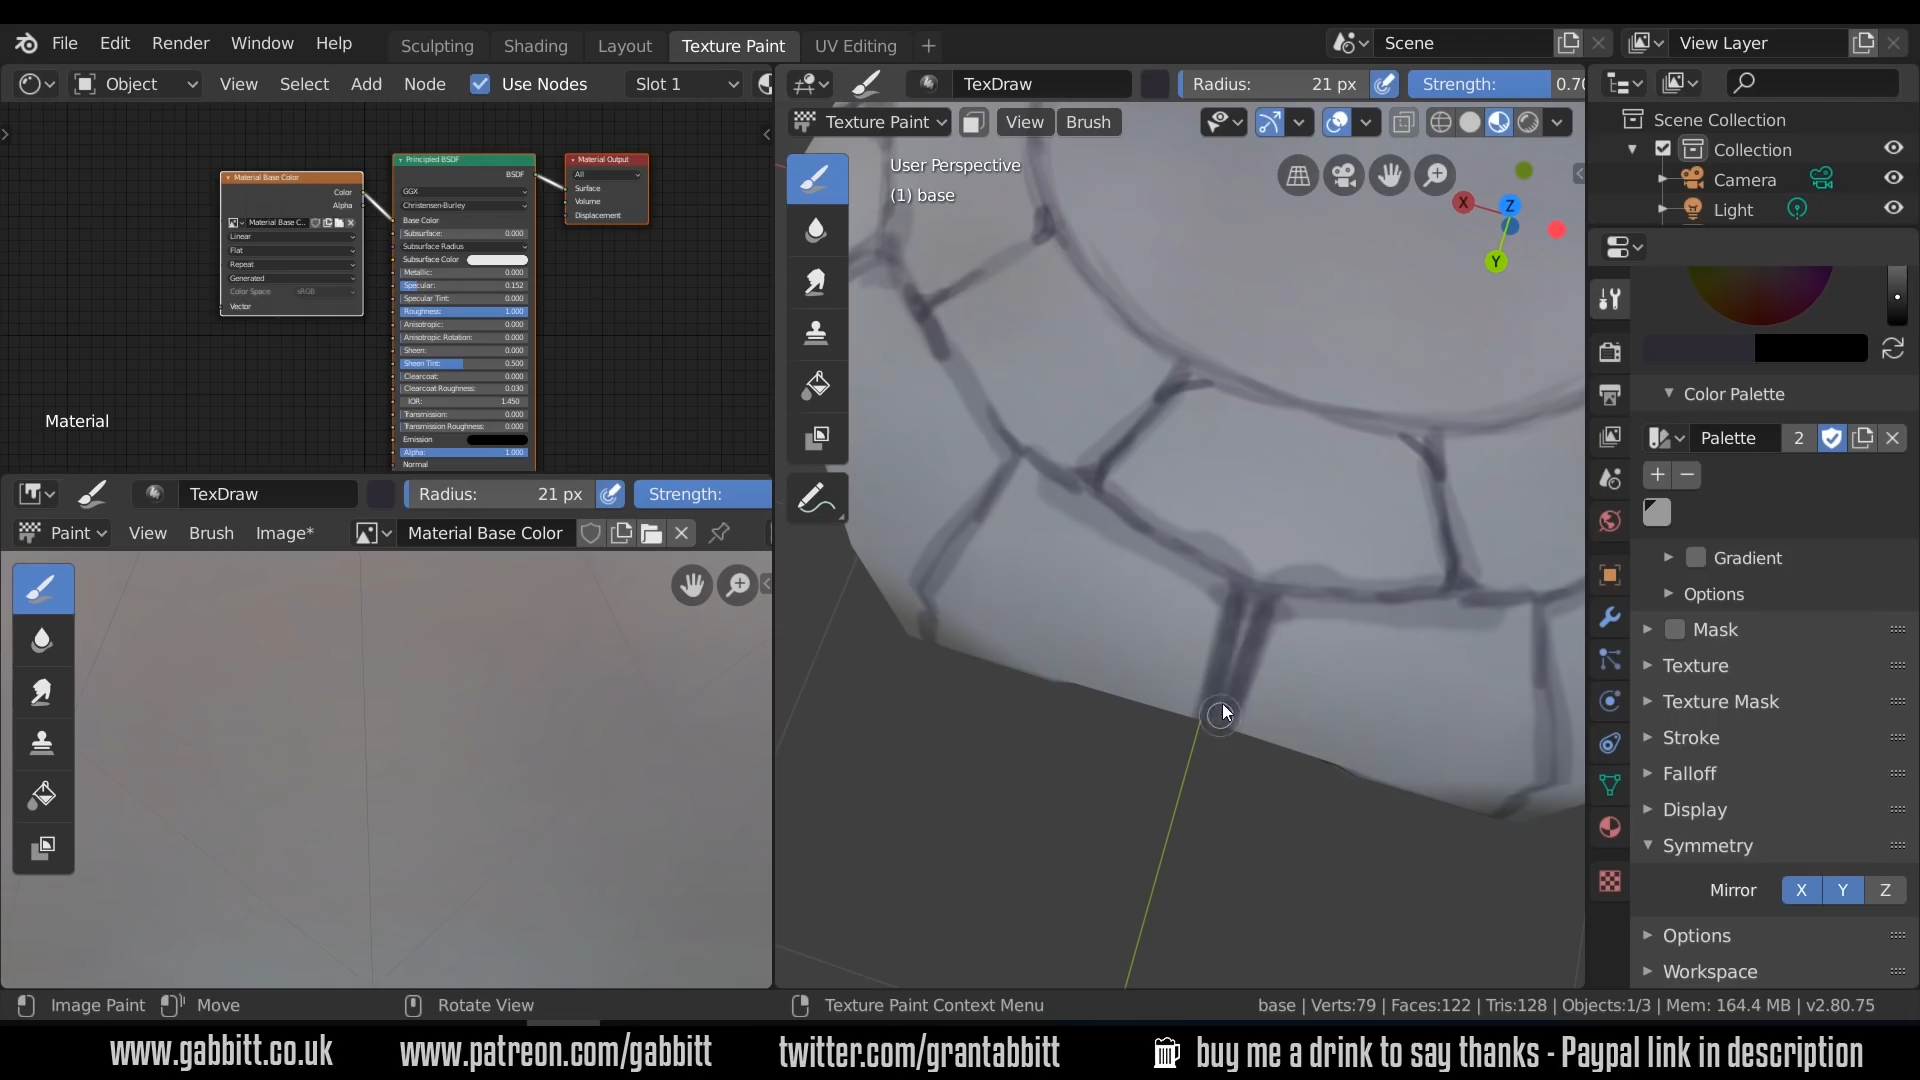 File Edit Render Window Help Sculpting Shading Layout Texture Paint UV Editing Scene View Layer
Object View Select Add Node Use Nodes Slot 1 TexDraw Radius: 21 px Strength: 0.70
Texture Paint View Brush
Scene Collection
Collection
Camera
Light
User Perspective
(1) base
X Z Y
Material Base Color
Color
Alpha
Material Base C...
Linear
Flat
Repeat
Generated
Color Space sRGB
Vector
Principled BSDF
BSDF
GGX
Christensen-Burley
Base Color
Subsurface: 0.000
Subsurface Radius
Subsurface Color
Metallic: 0.000
Specular: 0.152
Specular Tint: 0.000
Roughness: 1.000
Anisotropic: 0.000
Anisotropic Rotation: 0.000
Sheen: 0.000
Sheen Tint: 0.500
Clearcoat: 0.000
Clearcoat Roughness: 0.030
IOR: 1.450
Transmission: 0.000
Transmission Roughness: 0.000
Emission
Alpha: 1.000
Normal
Material Output
All
Surface
Volume
Displacement
Material
TexDraw Radius: 21 px Strength:
Paint View Brush Image* Material Base Color
Color Palette
Palette 2
Gradient
Options
Mask
Texture
Texture Mask
Stroke
Falloff
Display
Symmetry
Mirror X Y Z
Options
Workspace
Image Paint Move Rotate View Texture Paint Context Menu base | Verts:79 | Faces:122 | Tris:128 | Objects:1/3 | Mem: 164.4 MB | v2.80.75
www.gabbitt.co.uk www.patreon.com/gabbitt twitter.com/grantabbitt buy me a drink to say thanks - Paypal link in description